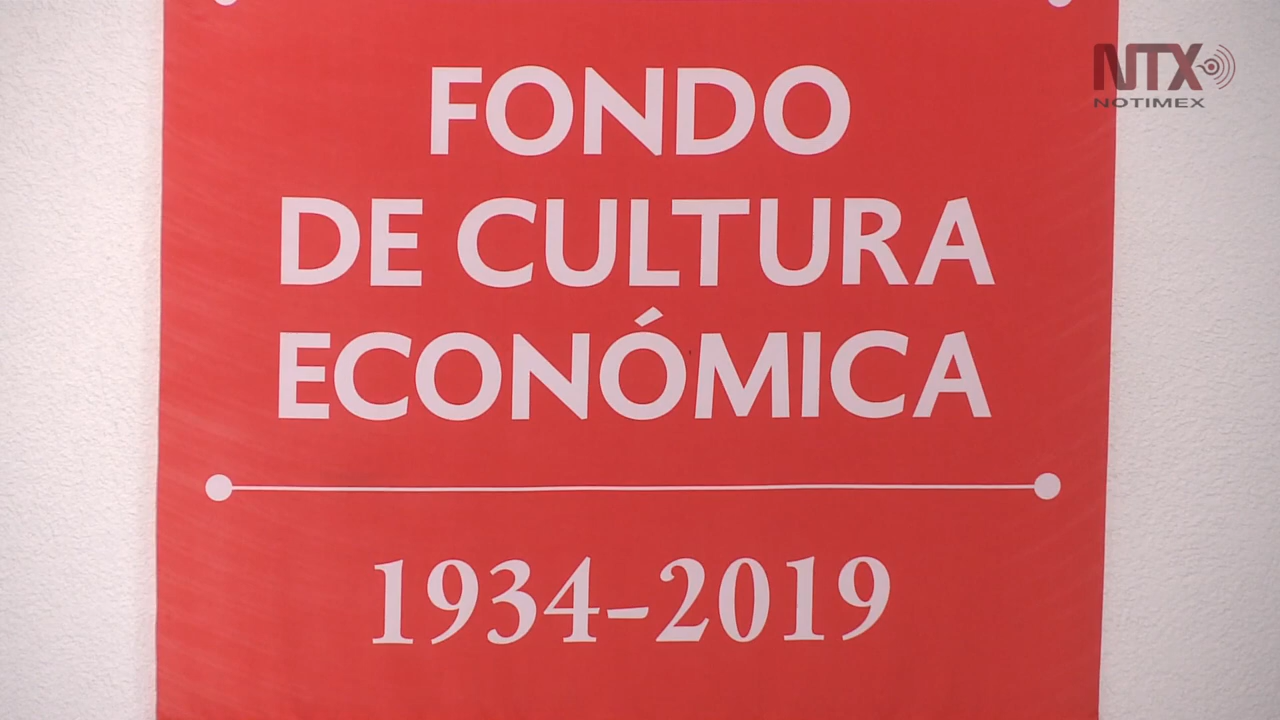 NTX
NOTIMEX
FONDO
DE CULTURA
ECONÓMICA
1934-2019